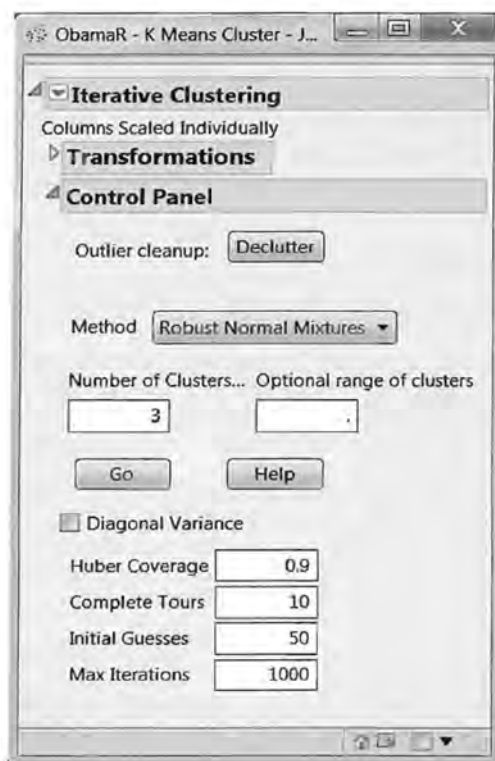 ObamaR - K Means Cluster - J...
Iterative Clustering
Columns Scaled Individually
Transformations
Control Panel
Outlier cleanup: Declutter
Method Robust Normal Mixtures
Number of Clusters... Optional range of clusters
3 .
Go Help
Diagonal Variance
Huber Coverage 0.9
Complete Tours 10
Initial Guesses 50
Max Iterations 1000